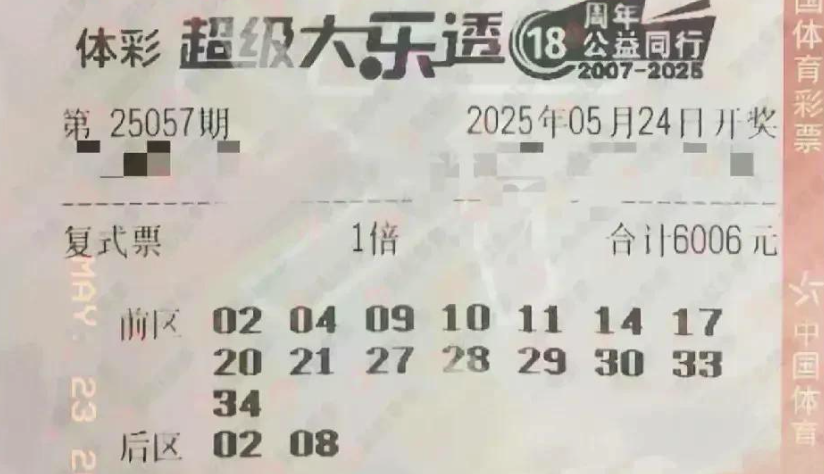 体彩 超级大乐透 18 周年
公益同行
2007-2025
第 25057期 2025年05月24日开奖
复式票 1倍 合计6006元
前区 02 04 09 10 11 14 17
20 21 27 28 29 30 33
34
后区 02 08
MAY. 23 2
国体育彩票
中国体育